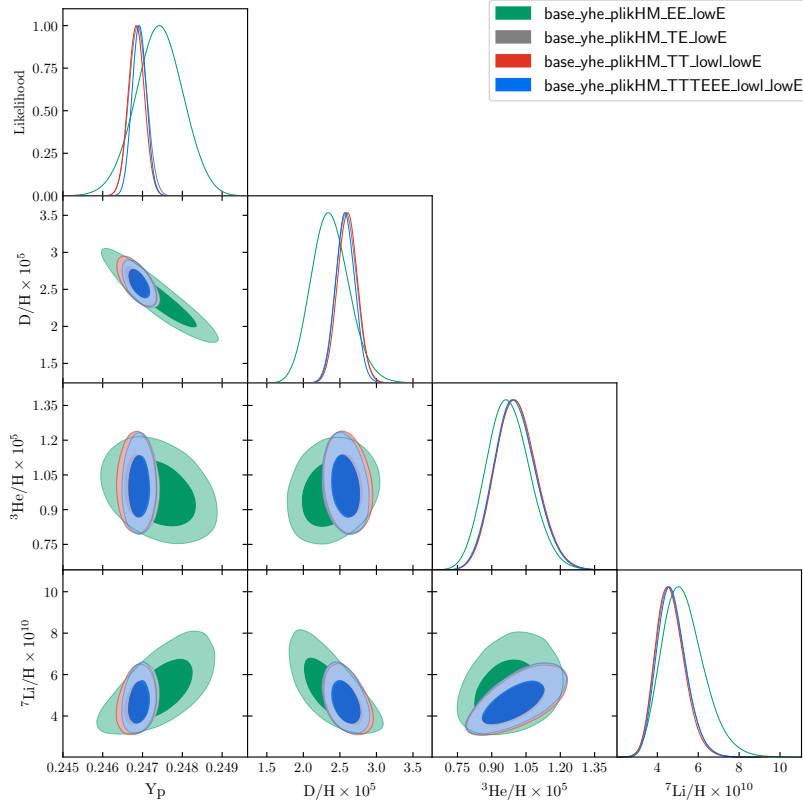 base_yhe_plikHM_EE_lowE
base_yhe_plikHM_TE_lowE
base_yhe_plikHM_TT_lowl_lowE
base_yhe_plikHM_TTTEEE_lowl_lowE
Likelihood
1.00
0.75
0.50
0.25
0.00
D/H × 10⁵
3.5
3
2.5
2
1.5
³He/H × 10⁵
1.35
1.2
1.05
0.9
0.75
⁷Li/H × 10¹⁰
10
8
6
4
0.245 0.246 0.247 0.248 0.249
Yₚ
1.5 2.0 2.5 3.0 3.5
D/H × 10⁵
0.75 0.90 1.05 1.20 1.35
³He/H × 10⁵
4 6 8 10
⁷Li/H × 10¹⁰